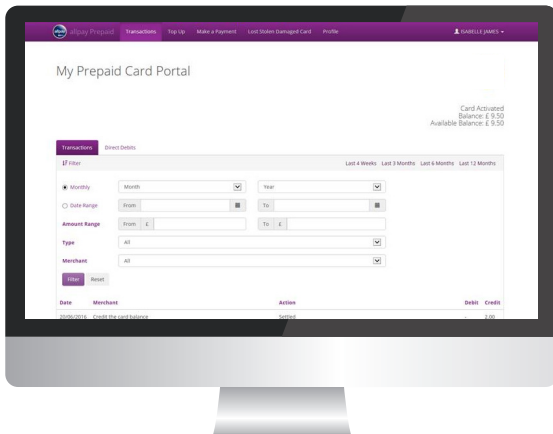 allpay Prepaid Transactions Top Up Make a Payment Lost Stolen Damaged Card Profile ISABELLE JAMES
My Prepaid Card Portal
Card Activated
Balance: £ 9.50
Available Balance: £ 9.50
Transactions Direct Debits
Filter Last 4 Weeks Last 3 Months Last 6 Months Last 12 Months
Monthly Month Year
Date Range From To
Amount Range From £ To £
Type All
Merchant All
Filter Reset
Date Merchant Action Debit Credit
20/06/2016 Credit the card balance Settled - 2.00